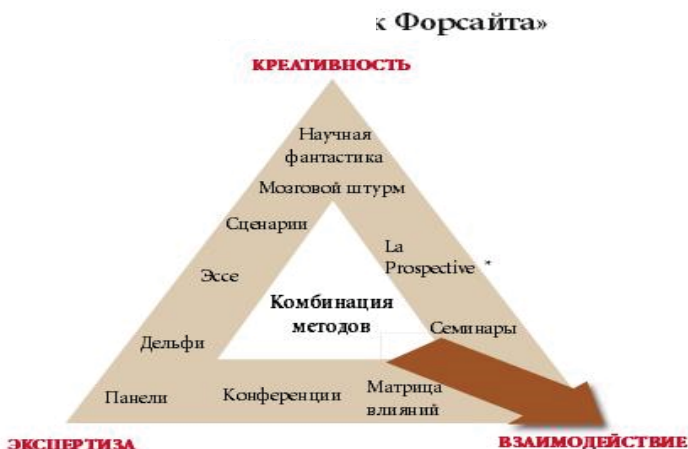 к Форсайта»
КРЕАТИВНОСТЬ
Научная
фантастика
Мозговой штурм
Сценарии
La
Prospective *
Эссе
Комбинация
методов
Семинары
Дельфи
Панели
Конференции
Матрица
влияний
ЭКСПЕРТИЗА
ВЗАИМОДЕЙСТВИЕ